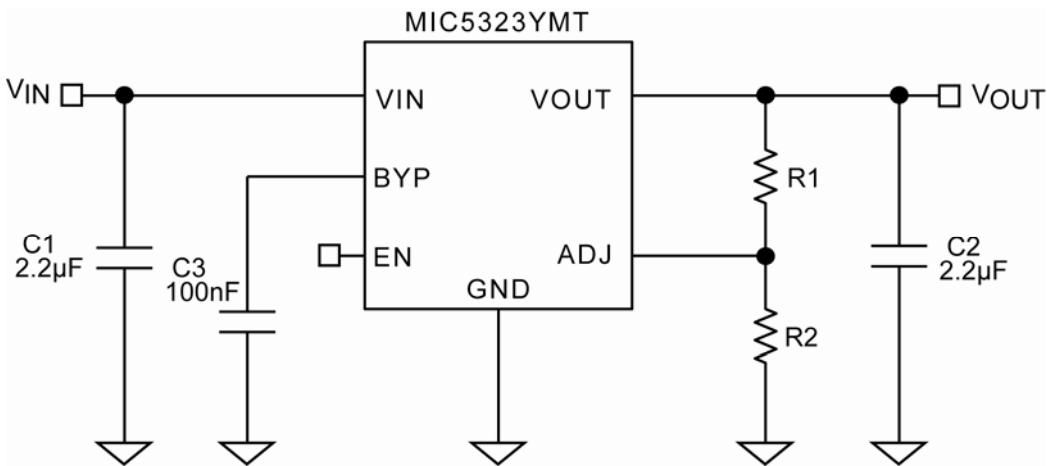 MIC5323YMT
VIN
VIN
VOUT
VOUT
BYP
R1
C1
2.2µF
C3
100nF
EN
ADJ
C2
2.2µF
GND
R2